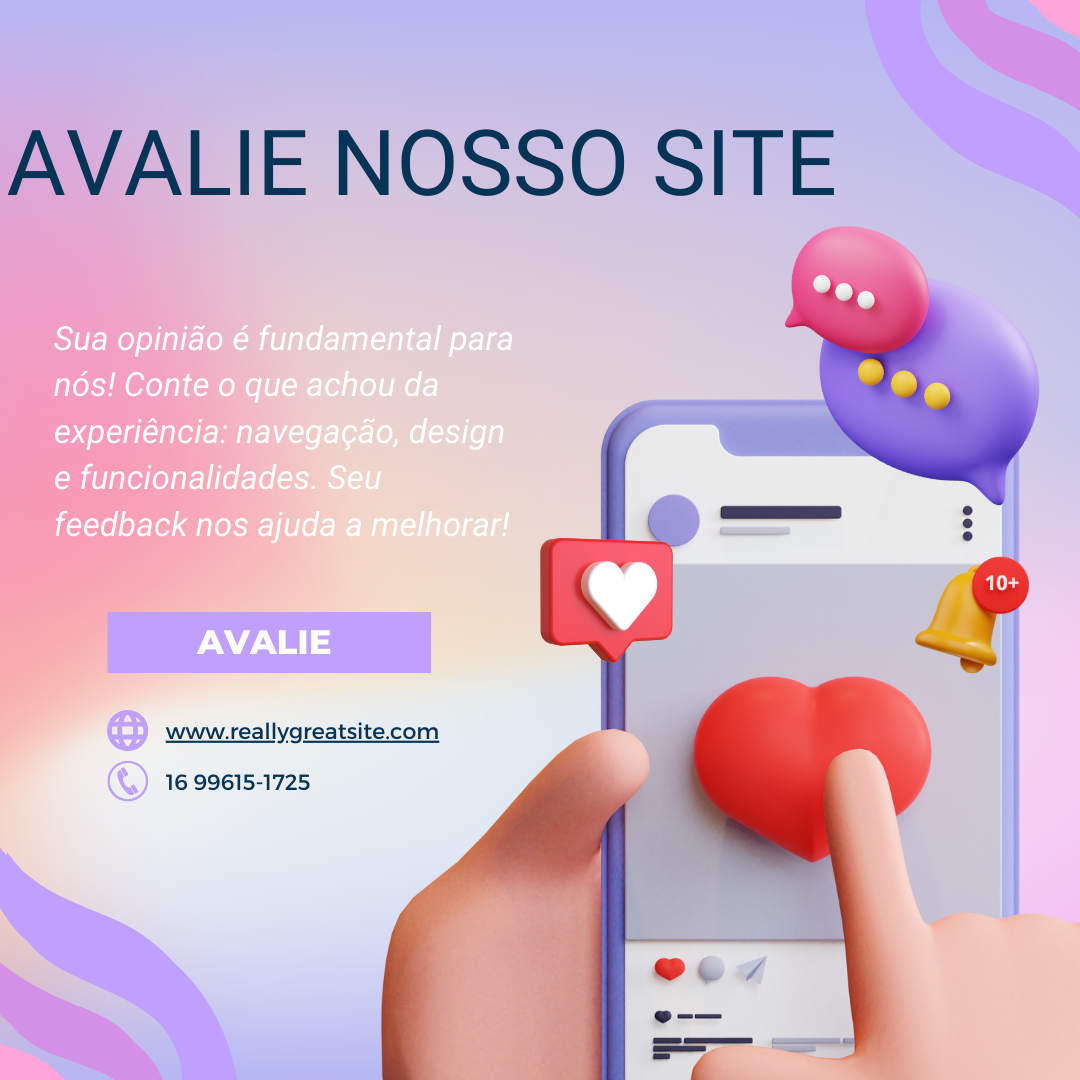 AVALIE NOSSO SITE
Sua opinião é fundamental para
nós! Conte o que achou da
experiência: navegação, design
e funcionalidades. Seu
feedback nos ajuda a melhorar!
10+
AVALIE
www.reallygreatsite.com
16 99615-1725